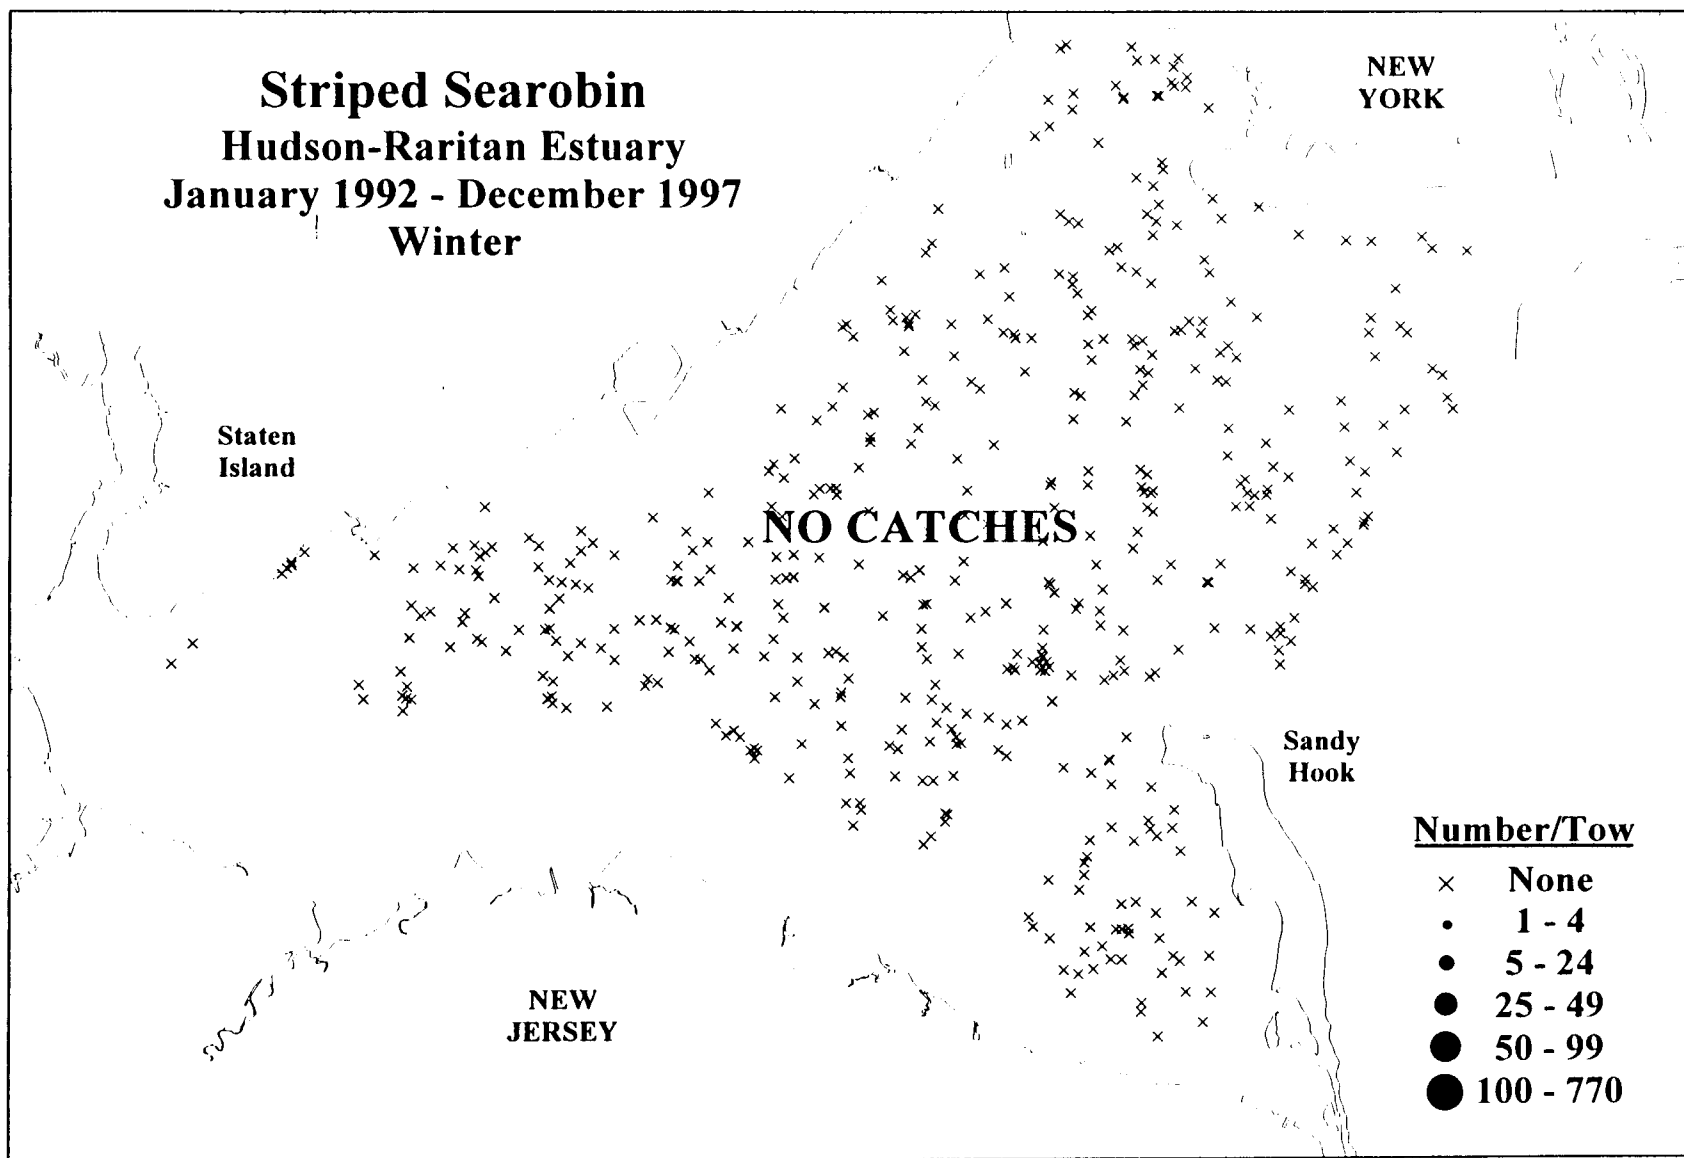 Striped Searobin
Hudson-Raritan Estuary
January 1992 - December 1997
Winter
NEW
YORK
Staten
Island
NO CATCHES
Sandy
Hook
NEW
JERSEY
Number/Tow
× None
1 - 4
5 - 24
25 - 49
50 - 99
100 - 770